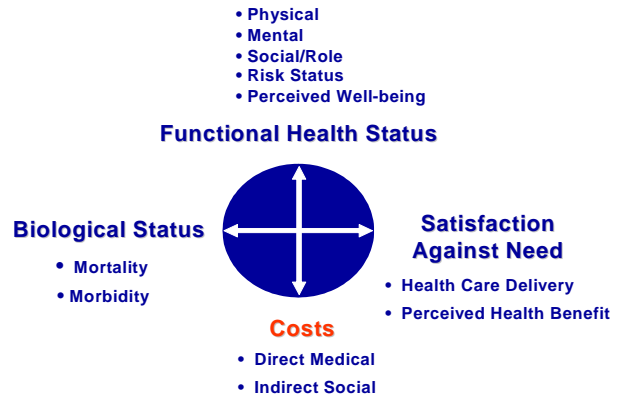 • Physical
• Mental
• Social/Role
• Risk Status
• Perceived Well-being
Functional Health Status
Biological Status
• Mortality
• Morbidity
Satisfaction
Against Need
• Health Care Delivery
• Perceived Health Benefit
Costs
• Direct Medical
• Indirect Social